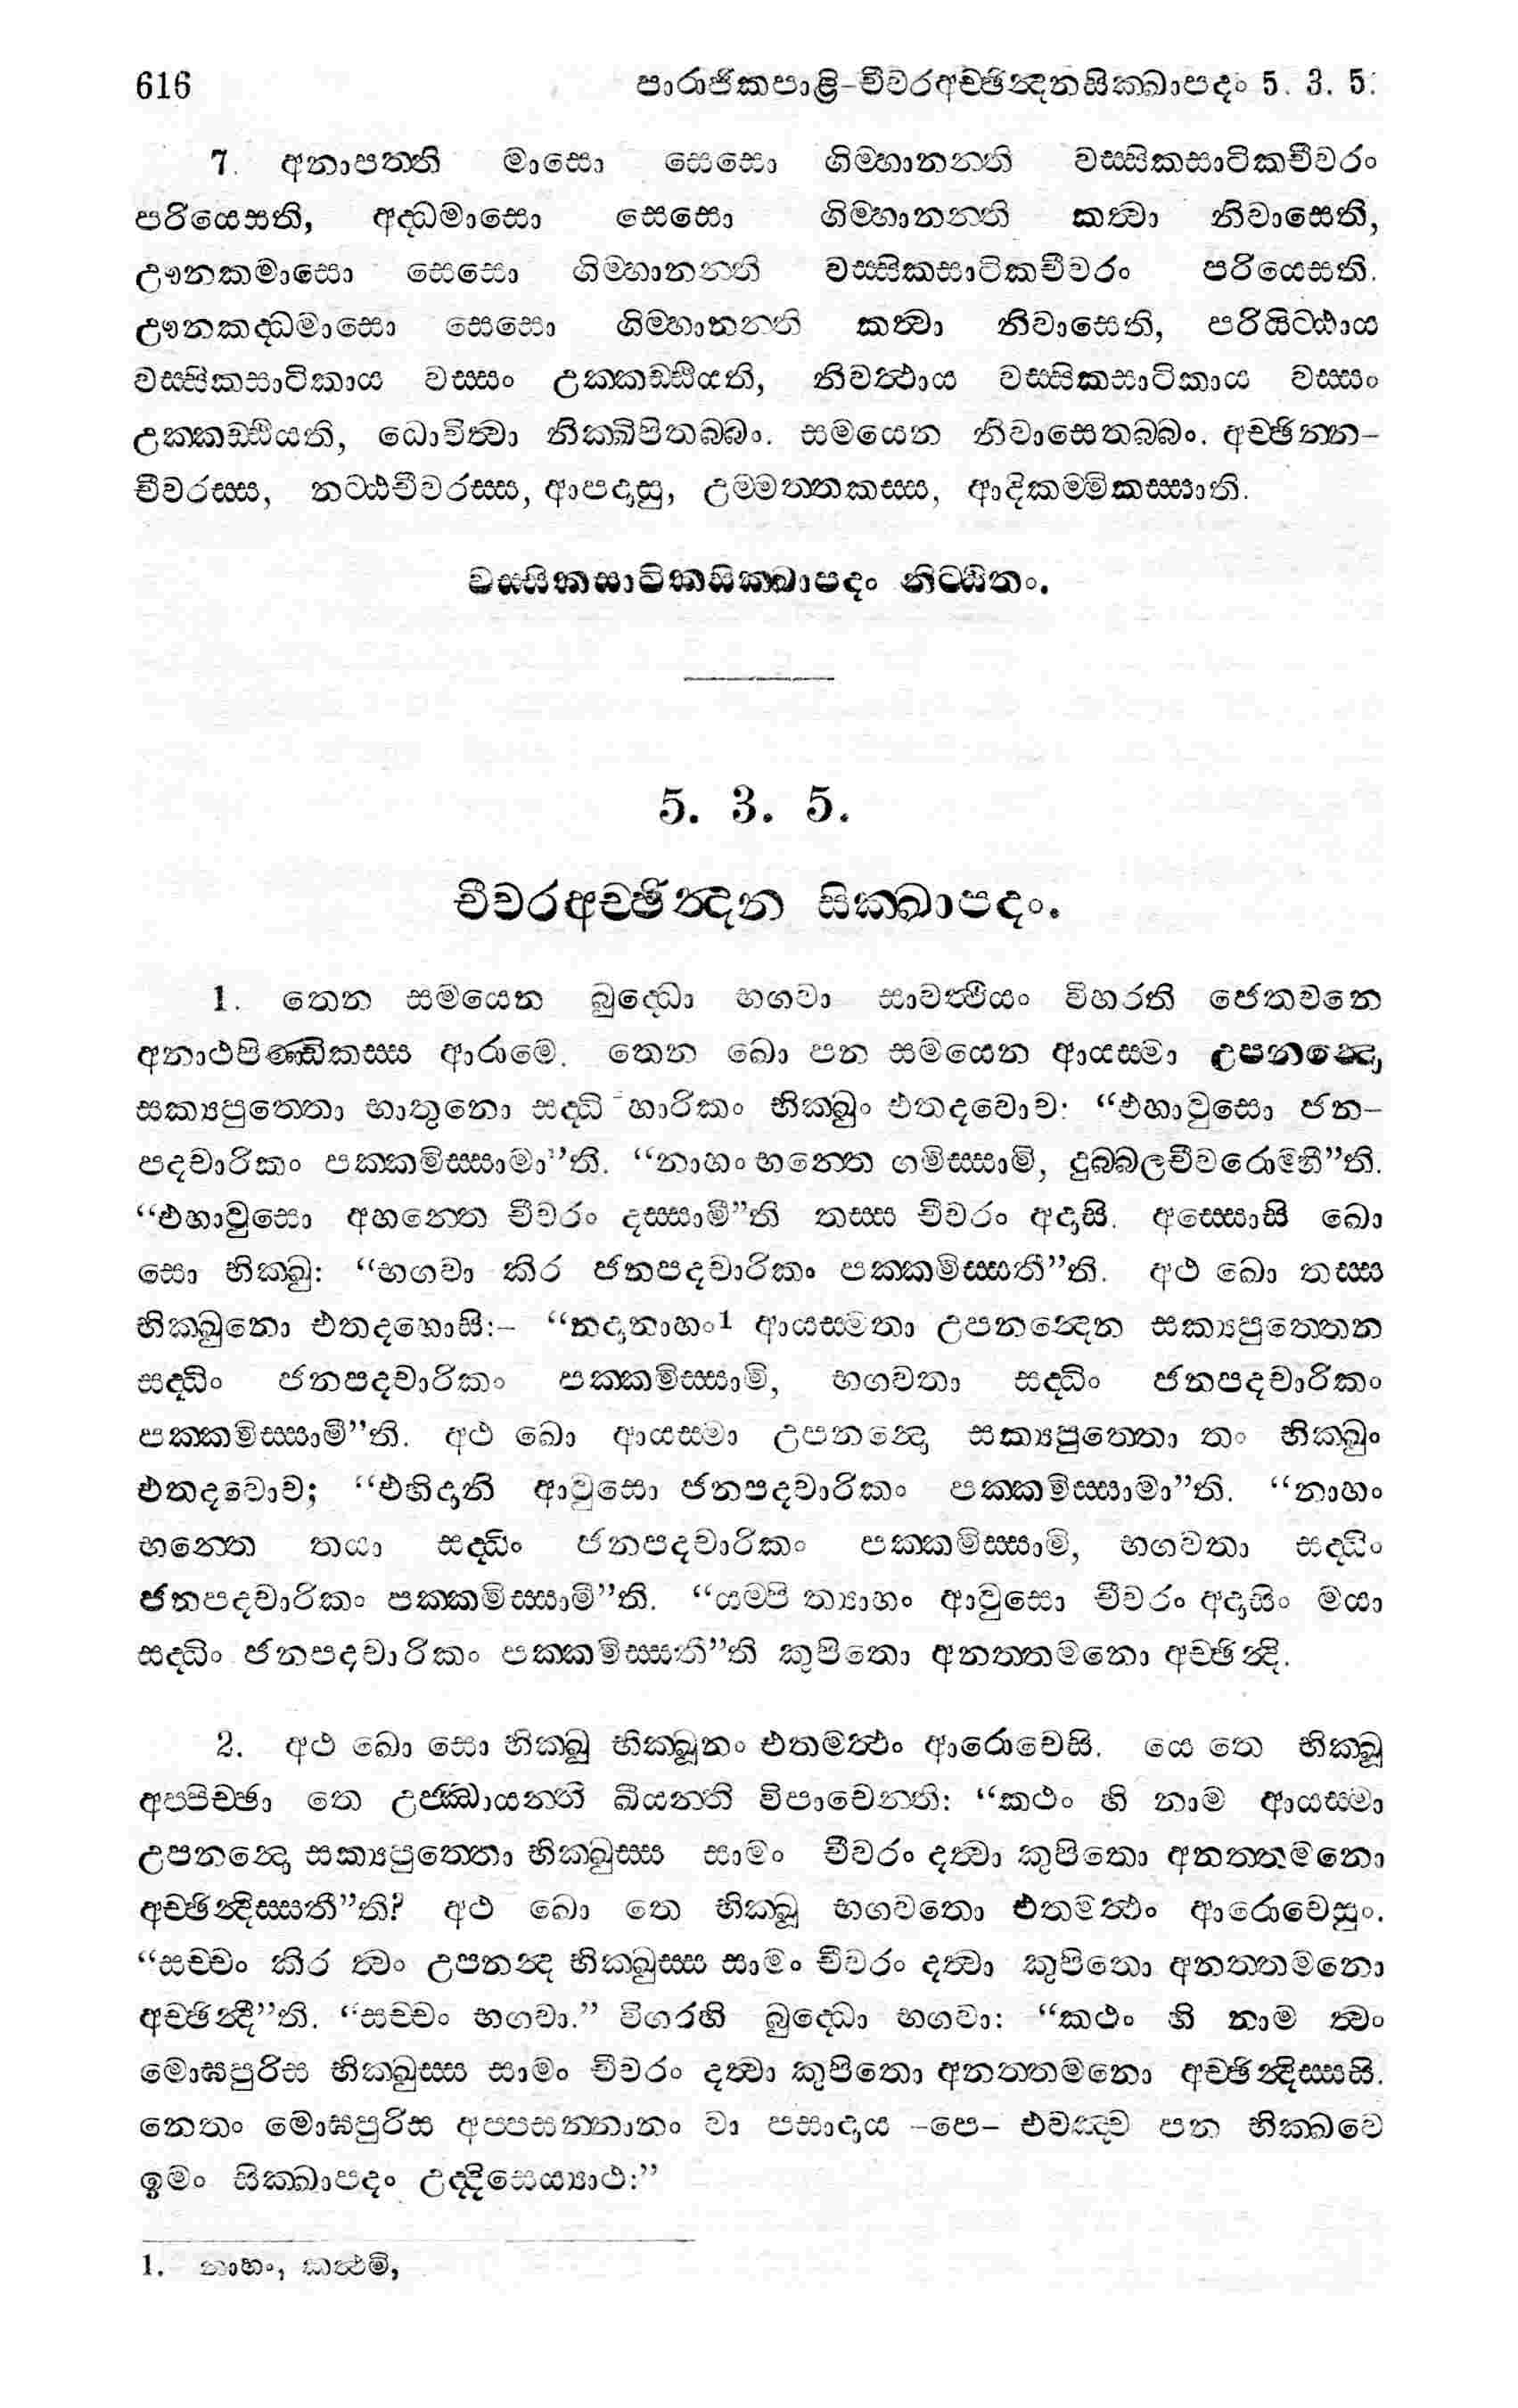 616 පාරාජිකපාළි-චීවරඅච්ඡින්දනසික්ඛාපදං 5. 3. 5.
7. අනාපත්ති මාසො සෙසො ගිම්හානන්ති වස්සිකසාටිකචීවරං
පරියෙසති, අද්ධමාසො සෙසො ගිම්හානන්ති කත්වා නිවාසෙති,
ඌනකමාසො සෙසො ගිම්හානන්ති වස්සිකසාටිකචීවරං පරියෙසති.
ඌනකද්ධමාසො සෙසො ගිම්හානන්ති කත්වා නිවාසෙති, පරියිට්ඨාය
වස්සිකසාටිකාය වස්සං උක්කඩ්ඪියති, නිවත්ථාය වස්සිකසාටිකාය වස්සං
උක්කඩ්ඪියති, ධොවිත්වා නික්ඛිපිතබ්බං. සමයෙන නිවාසෙතබ්බං. අච්ඡින්න-
චීවරස්ස, නට්ඨචීවරස්ස, ආපදාසු, උම්මත්තකස්ස, ආදිකම්මිකස්සාති.
වස්සිකසාටිකසික්ඛාපදං නිට්ඨිතං.
5. 3. 5.
චීවරඅච්ඡින්දන සික්ඛාපදං.
1. තෙන සමයෙන බුද්ධො භගවා සාවත්ථියං විහරති ජෙතවනෙ
අනාථපිණ්ඩිකස්ස ආරාමෙ. තෙන ඛො පන සමයෙන ආයස්මා උපනන්දො
සක්‍යපුත්තො භාතුනො සද්ධි හාරිකං භික්ඛුං එතදවොච: “එහාවුසො ජන-
පදචාරිකං පක්කමිස්සාමා”ති. “නාහං භන්තෙ ගමිස්සාමි, දුබ්බලචීවරොම්හී”ති.
“එහාවුසො අහන්තෙ චීවරං දස්සාමී”ති තස්ස චීවරං අදාසි. අස්සොසි ඛො
සො භික්ඛු: “භගවා කිර ජනපදචාරිකං පක්කමිස්සතී”ති. අථ ඛො තස්ස
භික්ඛුනො එතදහොසි:– “නදානාහං1 ආයස්මතා උපනන්දෙන සක්‍යපුත්තෙන
සද්ධිං ජනපදචාරිකං පක්කමිස්සාමි, භගවතා සද්ධිං ජනපදචාරිකං
පක්කමිස්සාමී”ති. අථ ඛො ආයස්මා උපනන්දො සක්‍යපුත්තො තං භික්ඛුං
එතදවොච; “එහිදානි ආවුසො ජනපදචාරිකං පක්කමිස්සාමා”ති. “නාහං
භන්තෙ තයා සද්ධිං ජනපදචාරිකං පක්කමිස්සාමි, භගවතා සද්ධිං
ජනපදචාරිකං පක්කමිස්සාමි”ති. “යම්පි ත්‍යාහං ආවුසො චීවරං අදාසිං මයා
සද්ධිං ජනපදචාරිකං පක්කමිස්සතී”ති කුපිතො අනත්තමනො අච්ඡින්දි.
2. අථ ඛො සො භික්ඛු භික්ඛූනං එතමත්ථං ආරොචෙසි. යෙ තෙ භික්ඛූ
අප්පිච්ඡා තෙ උජ්ඣායන්ති ඛීයන්ති විපාචෙන්ති: “කථං හි නාම ආයස්මා
උපනන්දො සක්‍යපුත්තො භික්ඛුස්ස සාමං චීවරං දත්වා කුපිතො අනත්තමනො
අච්ඡින්දිස්සතී”ති? අථ ඛො තෙ භික්ඛූ භගවතො එතමත්ථං ආරොචෙසුං.
“සච්චං කිර ත්වං උපනන්ද භික්ඛුස්ස සාමං චීවරං දත්වා කුපිතො අනත්තමනො
අච්ඡින්දී”ති. “සච්චං භගවා.” විගරහි බුද්ධො භගවා: “කථං හි නාම ත්වං
මොඝපුරිස භික්ඛුස්ස සාමං චීවරං දත්වා කුපිතො අනත්තමනො අච්ඡින්දිස්සසි.
නෙතං මොඝපුරිස අප්පසන්නානං වා පසාදාය –පෙ– එවඤ්ච පන භික්ඛවෙ
ඉමං සික්ඛාපදං උද්දිසෙය්‍යාථ:”
1. නාහං, කත්ථචි,